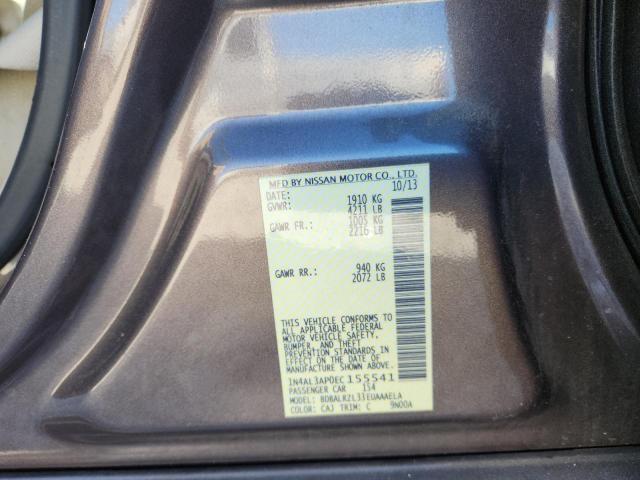 MFD BY NISSAN MOTOR CO., LTD.
DATE: 10/13
GVWR: 1910 KG
4211 LB
GAWR FR.: 1005 KG
2216 LB
GAWR RR.: 940 KG
2072 LB
THIS VEHICLE CONFORMS TO
ALL APPLICABLE FEDERAL
MOTOR VEHICLE SAFETY,
BUMPER, AND THEFT
PREVENTION STANDARDS IN
EFFECT ON THE DATE OF
MANUFACTURE SHOWN ABOVE.
1N4AL3AP0EC155541
PASSENGER CAR 154
MODEL: BDBALRZL33EUAAAELA
COLOR: CAJ TRIM: C 9N00A